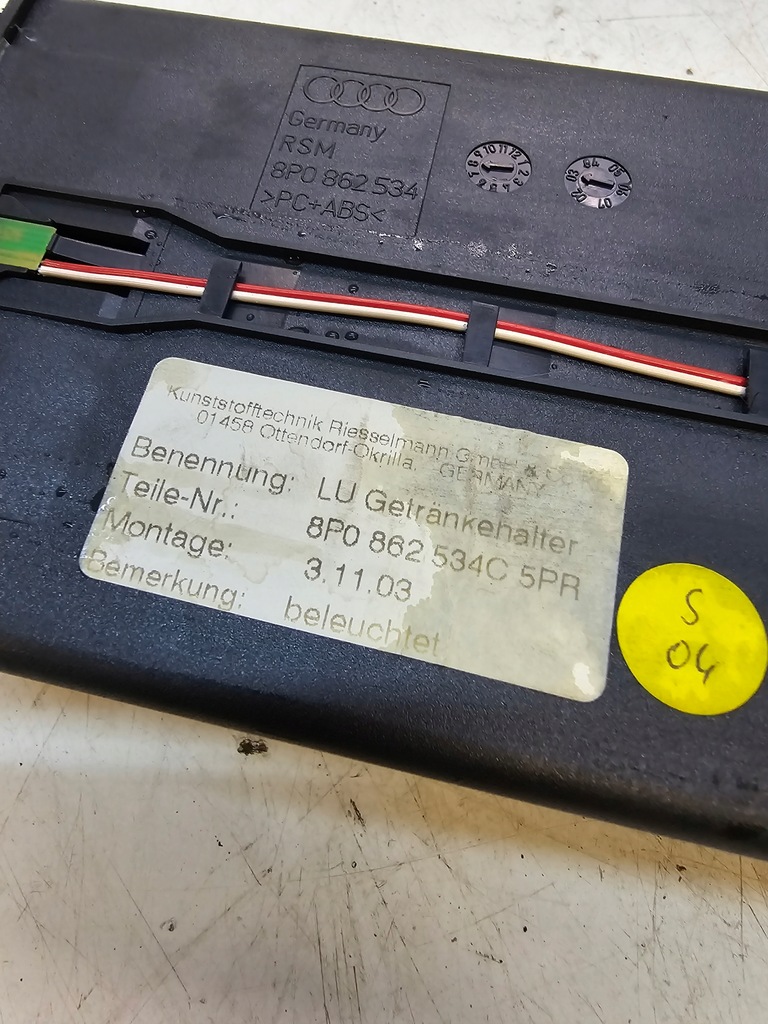 Germany
RSM
8P0 862 534
>PC+ABS<
Kunststofftechnik Riesselmann GmbH &
01458 Ottendorf-Okrilla, GERMANY
Benennung: LU Getränkehalter
Teile-Nr.: 8P0 862 534C 5PR
Montage: 3.11.03
Bemerkung: beleuchtet
S
04